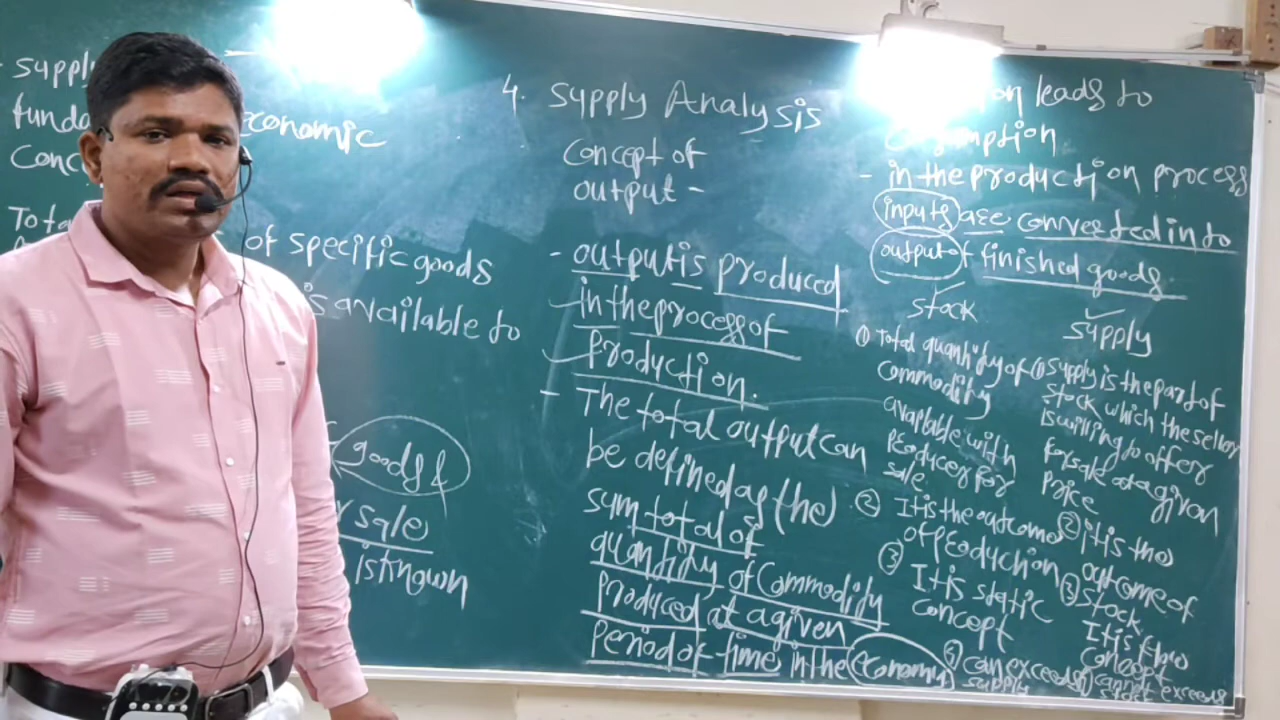 supply
funda economic
conc
Tota of specific goods
is available to
goods &
r sale
is known
4. Supply Analysis
Concept of
output -
- output is produced
in the process of
Production.
- The total output can
be defined as (the)
sum total of
quantity of Commodity
Produced at a given
Period of time in the economy
on leads to
- in the production process
inputs are converted into
output of finished goods
stock
① Total quantity of
commodity
available with
Producer for
sale.
② It is the outcome
of Production
③ It is static
concept
④ can exceeds
supply
supply
① supply is the part of
stock which the seller
is willing to offer
for sale at a given
Price
② it is the
outcome of
stock
③ It is flow
concept
④ cannot exceeds
stock